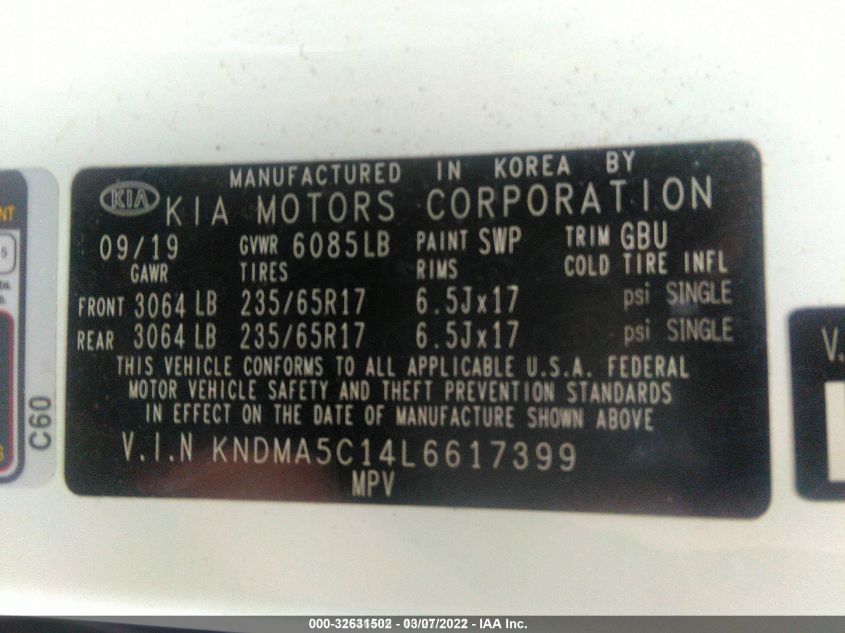 MANUFACTURED IN KOREA BY
KIA KIA MOTORS CORPORATION
09/19 GVWR 6085LB PAINT SWP TRIM GBU
GAWR TIRES RIMS COLD TIRE INFL
FRONT 3064 LB 235/65R17 6.5Jx17 psi SINGLE
REAR 3064 LB 235/65R17 6.5Jx17 psi SINGLE
THIS VEHICLE CONFORMS TO ALL APPLICABLE U.S.A. FEDERAL
MOTOR VEHICLE SAFETY AND THEFT PREVENTION STANDARDS
IN EFFECT ON THE DATE OF MANUFACTURE SHOWN ABOVE
V.I.N KNDMA5C14L6617399
MPV
C60
V.
000-32631502 - 03/07/2022 - IAA Inc.